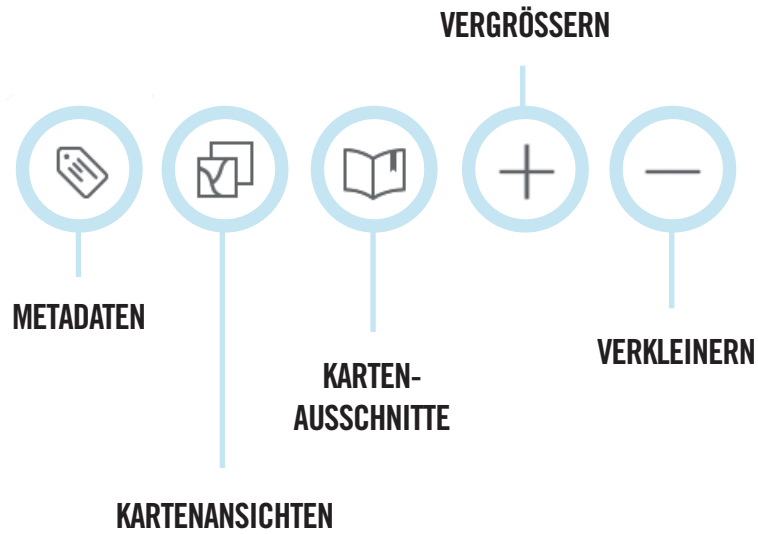 VERGRÖSSERN
METADATEN
KARTEN-
AUSSCHNITTE
VERKLEINERN
KARTENANSICHTEN